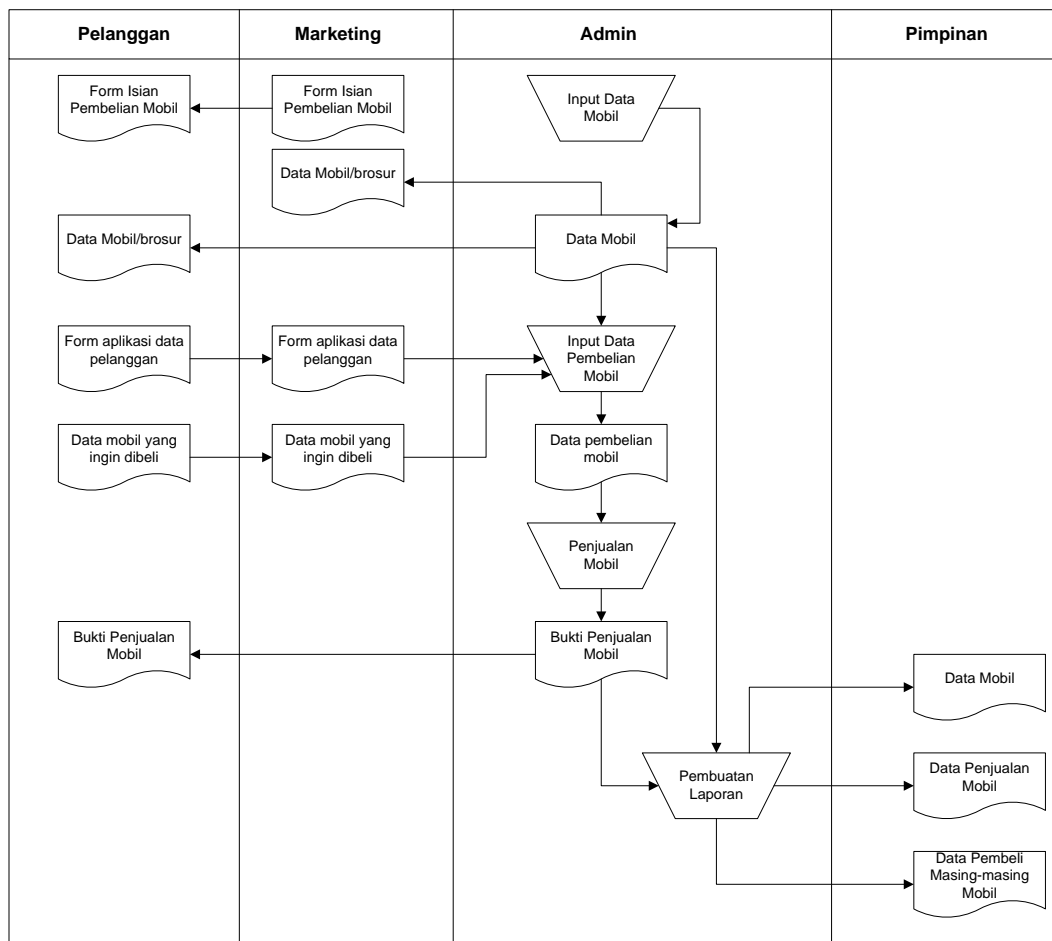 Pelanggan
Marketing
Admin
Pimpinan
Form Isian
Pembelian Mobil
Form Isian
Pembelian Mobil
Input Data
Mobil
Data Mobil/brosur
Data Mobil/brosur
Data Mobil
Form aplikasi data
pelanggan
Form aplikasi data
pelanggan
Input Data
Pembelian
Mobil
Data mobil yang
ingin dibeli
Data mobil yang
ingin dibeli
Data pembelian
mobil
Penjualan
Mobil
Bukti Penjualan
Mobil
Bukti Penjualan
Mobil
Data Mobil
Pembuatan
Laporan
Data Penjualan
Mobil
Data Pembeli
Masing-masing
Mobil